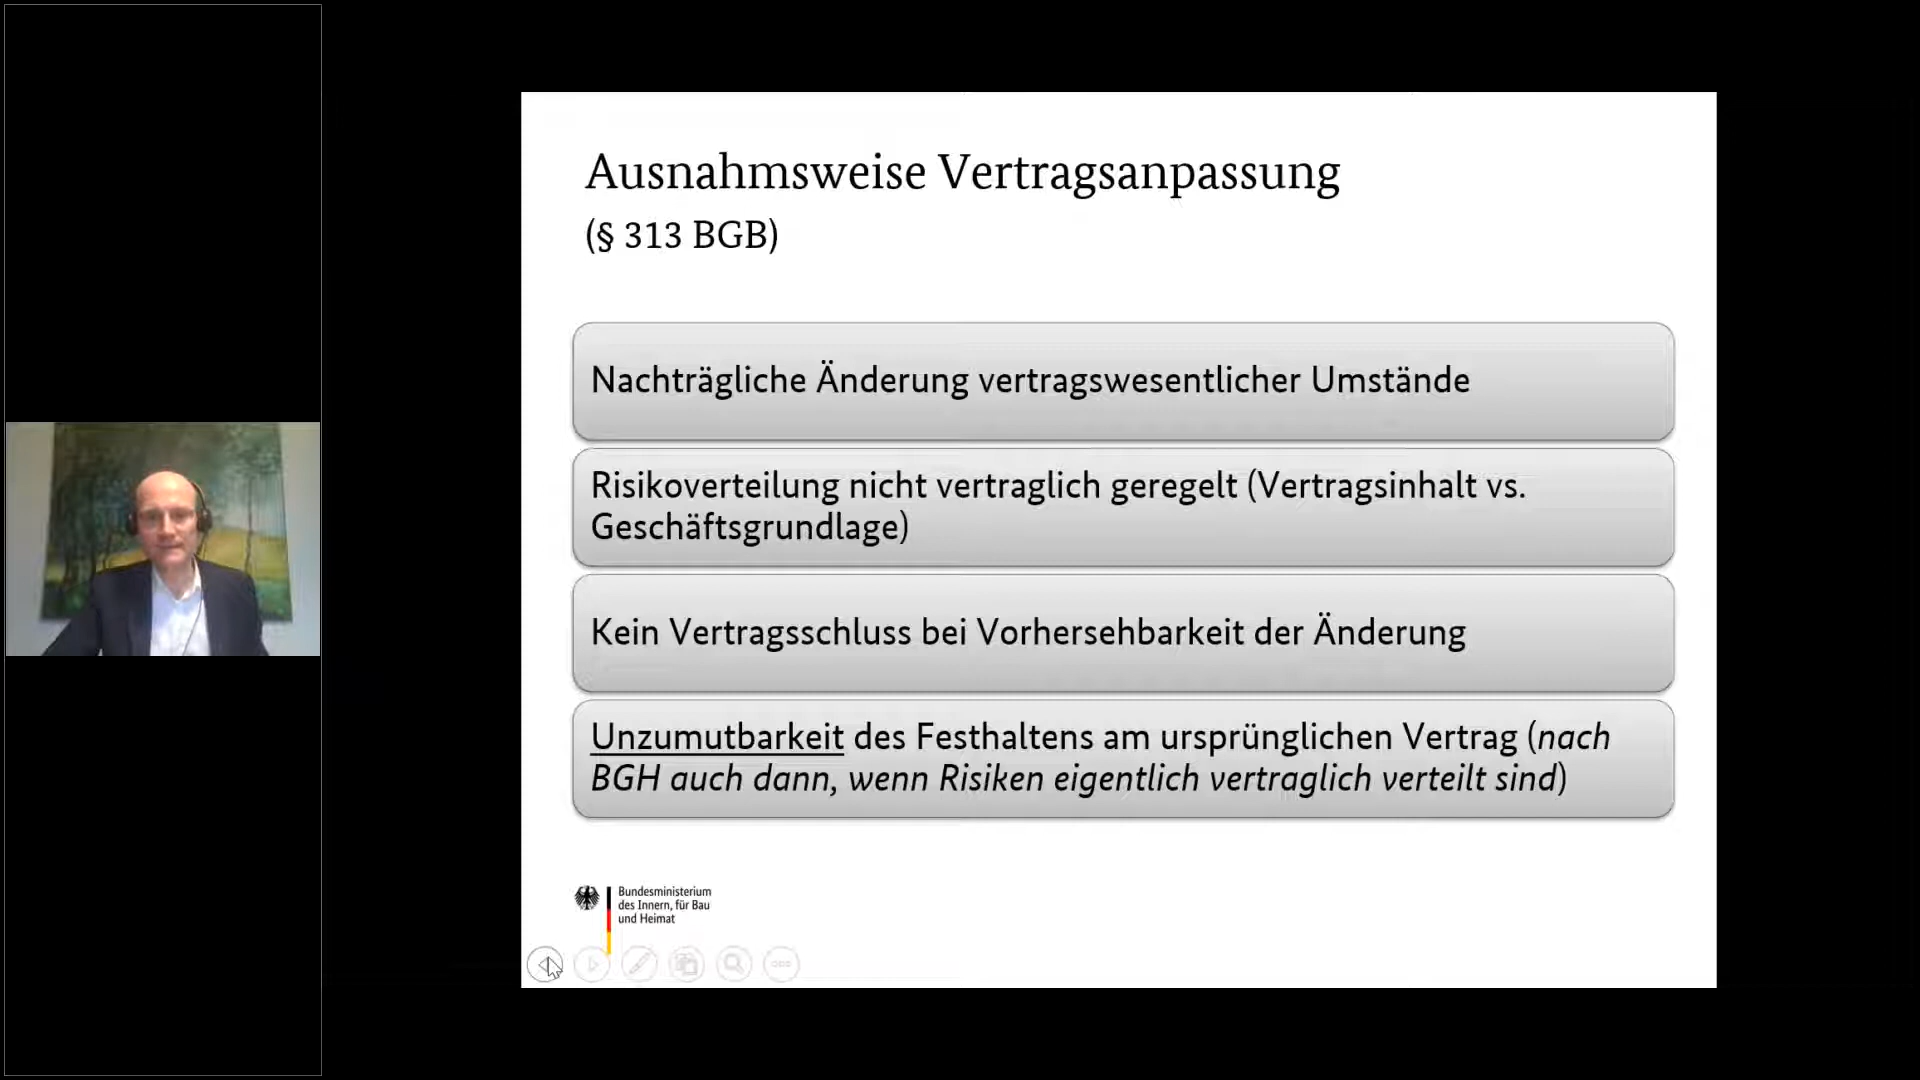 Ausnahmsweise Vertragsanpassung
(§ 313 BGB)
Nachträgliche Änderung vertragswesentlicher Umstände
Risikoverteilung nicht vertraglich geregelt (Vertragsinhalt vs.
Geschäftsgrundlage)
Kein Vertragsschluss bei Vorhersehbarkeit der Änderung
Unzumutbarkeit des Festhaltens am ursprünglichen Vertrag (nach
BGH auch dann, wenn Risiken eigentlich vertraglich verteilt sind)
Bundesministerium
des Innern, für Bau
und Heimat